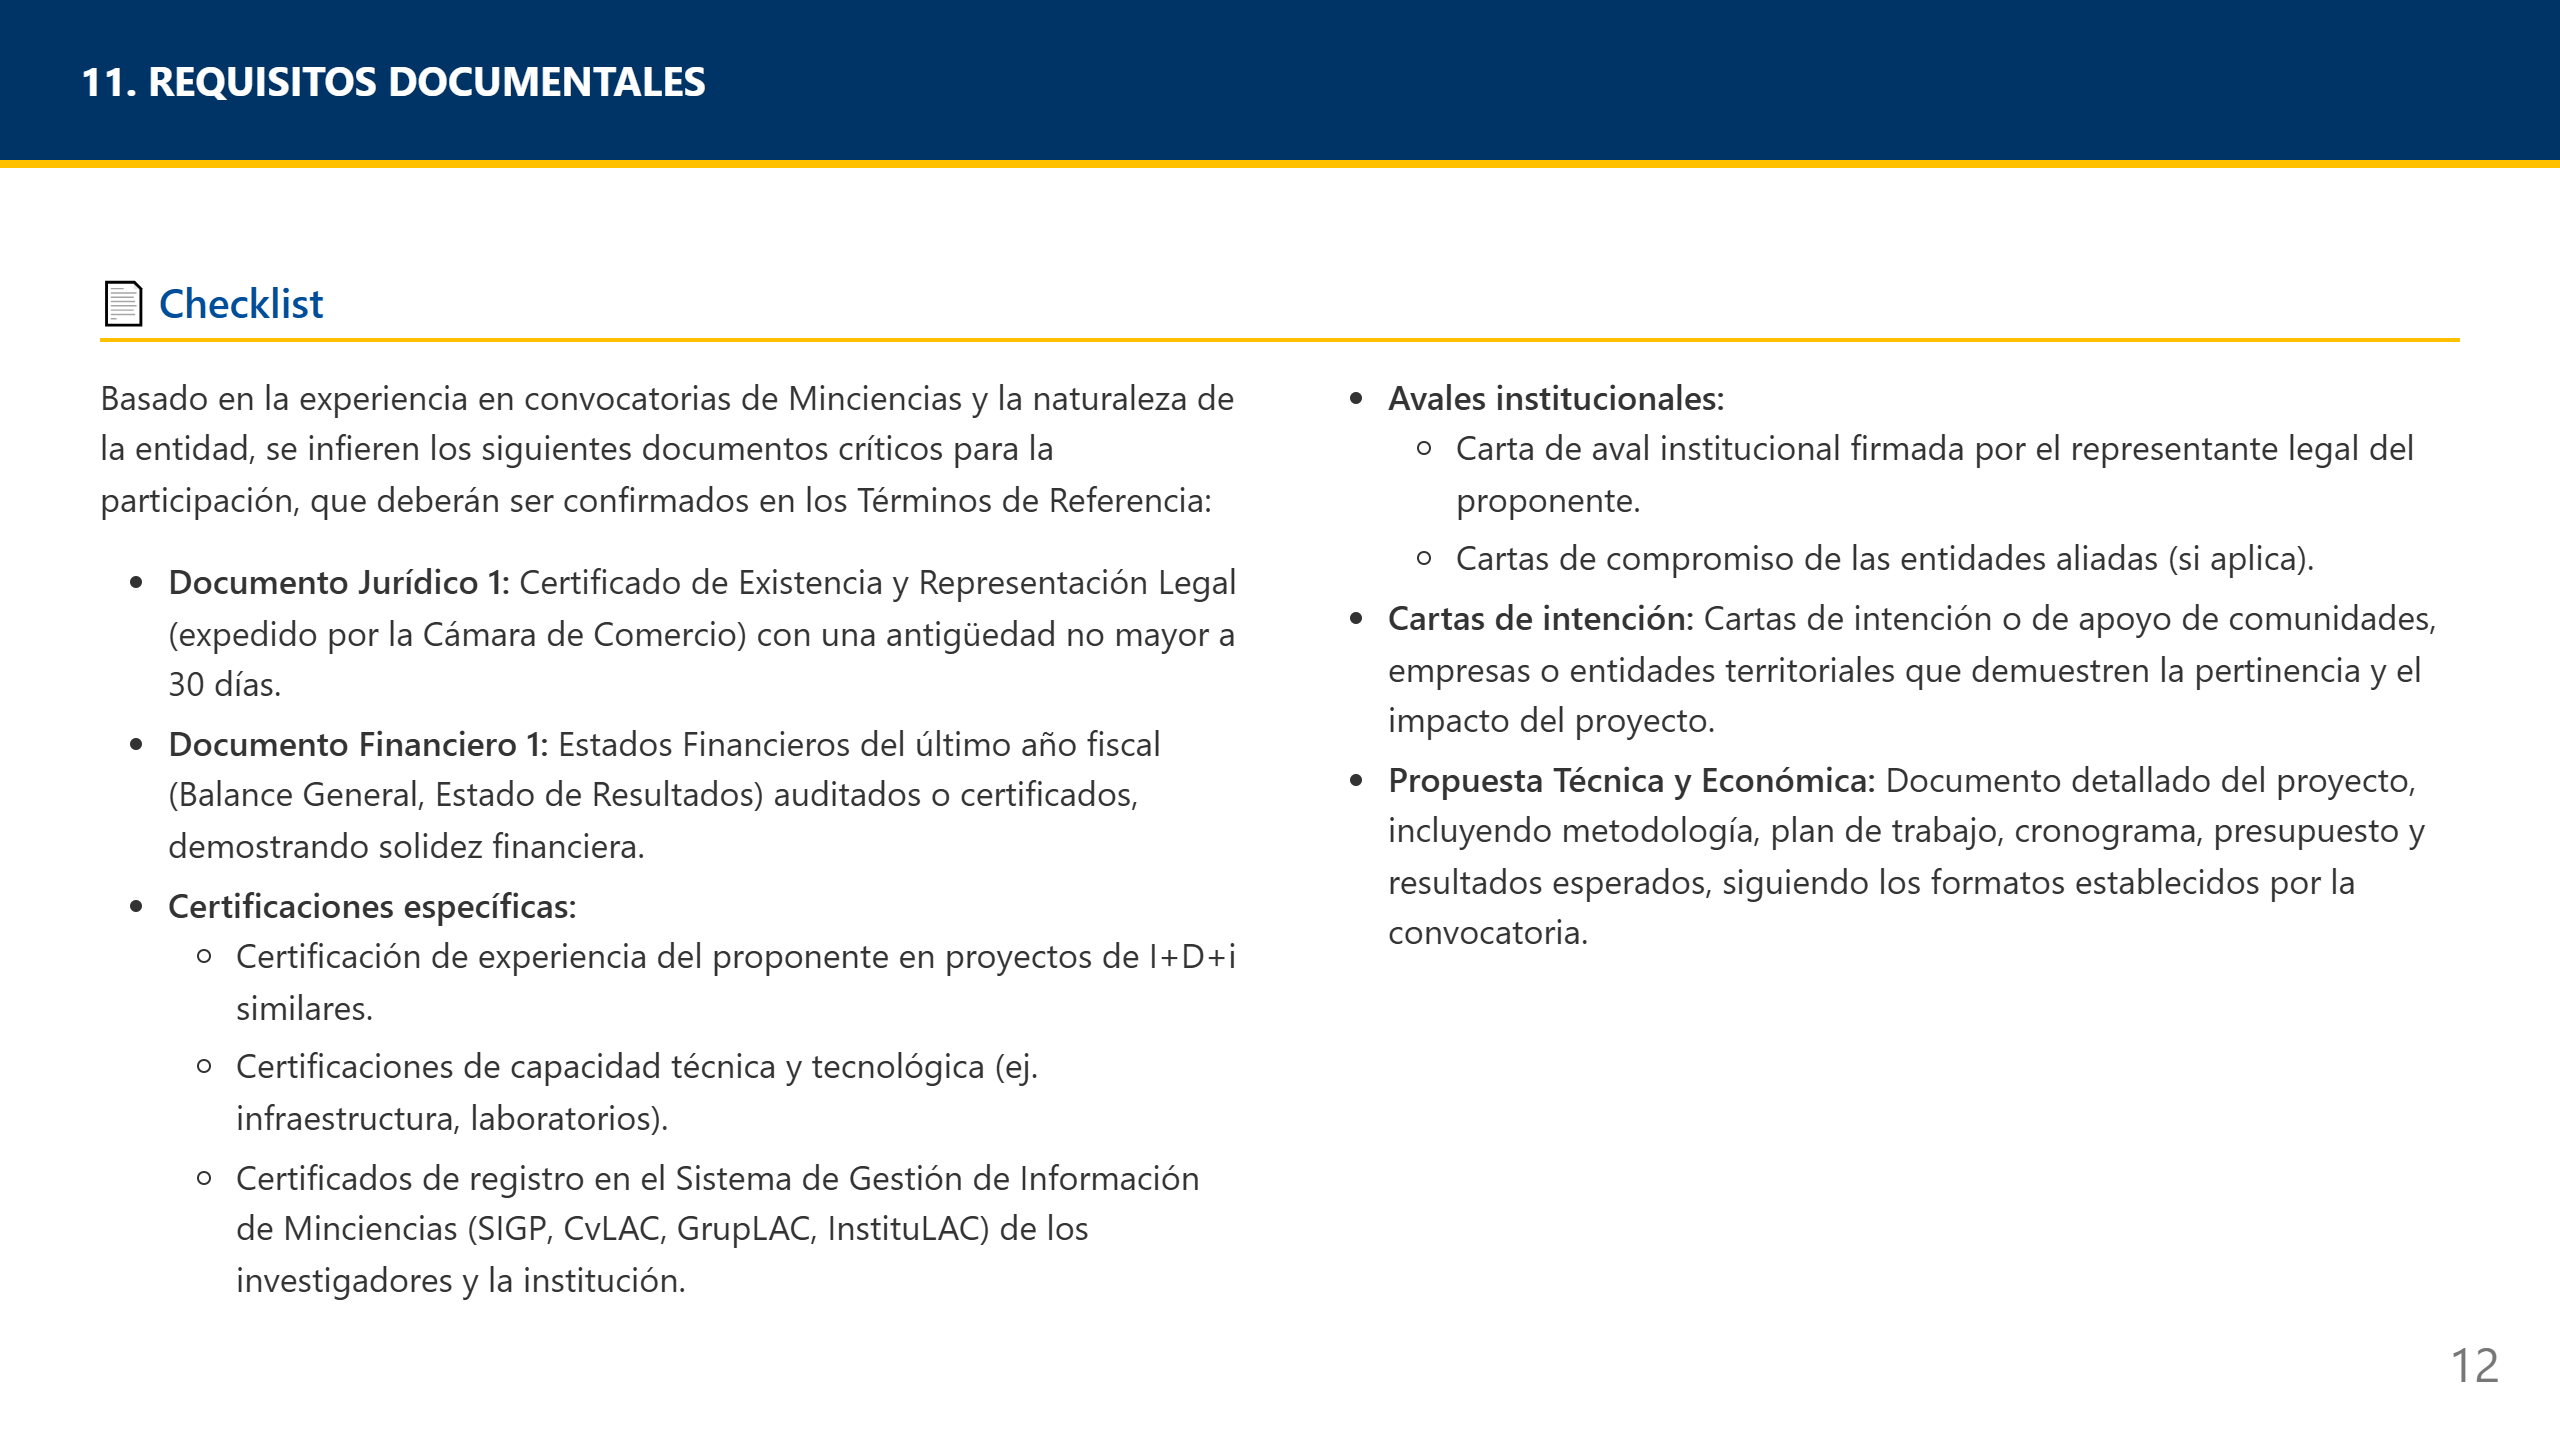 11. REQUISITOS DOCUMENTALES
Checklist
Basado en la experiencia en convocatorias de Minciencias y la naturaleza de
la entidad, se infieren los siguientes documentos críticos para la
participación, que deberán ser confirmados en los Términos de Referencia:
• Documento Jurídico 1: Certificado de Existencia y Representación Legal
(expedido por la Cámara de Comercio) con una antigüedad no mayor a
30 días.
• Documento Financiero 1: Estados Financieros del último año fiscal
(Balance General, Estado de Resultados) auditados o certificados,
demostrando solidez financiera.
• Certificaciones específicas:
○ Certificación de experiencia del proponente en proyectos de I+D+i
similares.
○ Certificaciones de capacidad técnica y tecnológica (ej.
infraestructura, laboratorios).
○ Certificados de registro en el Sistema de Gestión de Información
de Minciencias (SIGP, CvLAC, GrupLAC, InstituLAC) de los
investigadores y la institución.
• Avales institucionales:
○ Carta de aval institucional firmada por el representante legal del
proponente.
○ Cartas de compromiso de las entidades aliadas (si aplica).
• Cartas de intención: Cartas de intención o de apoyo de comunidades,
empresas o entidades territoriales que demuestren la pertinencia y el
impacto del proyecto.
• Propuesta Técnica y Económica: Documento detallado del proyecto,
incluyendo metodología, plan de trabajo, cronograma, presupuesto y
resultados esperados, siguiendo los formatos establecidos por la
convocatoria.
12